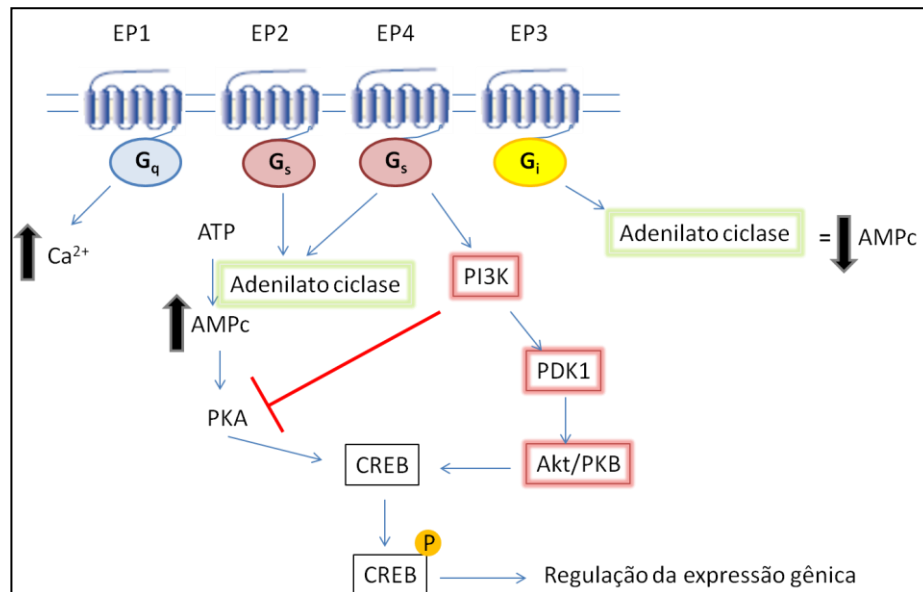 EP1 EP2 EP4 EP3
Gq Gs Gs Gi
Ca2+
ATP
Adenilato ciclase
AMPc
PI3K
Adenilato ciclase = AMPc
PDK1
PKA
CREB
Akt/PKB
P
CREB
Regulação da expressão gênica